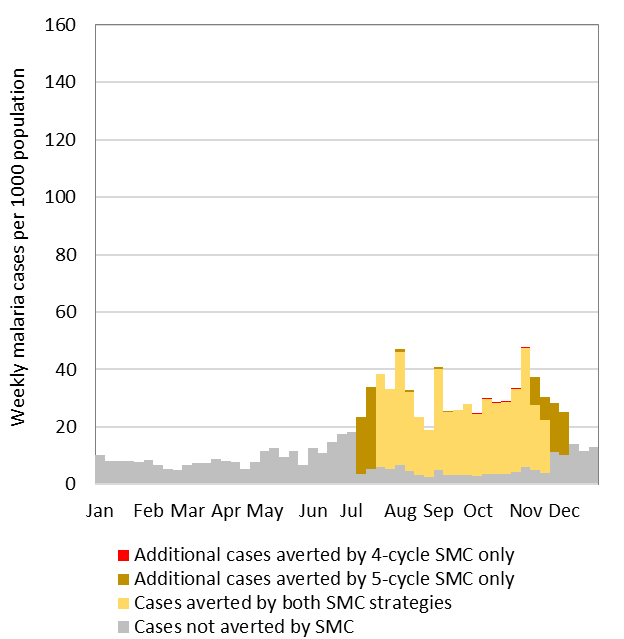 Weekly malaria cases per 1000 population
160
140
120
100
80
60
40
20
0
Jan Feb Mar Apr May Jun Jul Aug Sep Oct Nov Dec
Additional cases averted by 4-cycle SMC only
Additional cases averted by 5-cycle SMC only
Cases averted by both SMC strategies
Cases not averted by SMC